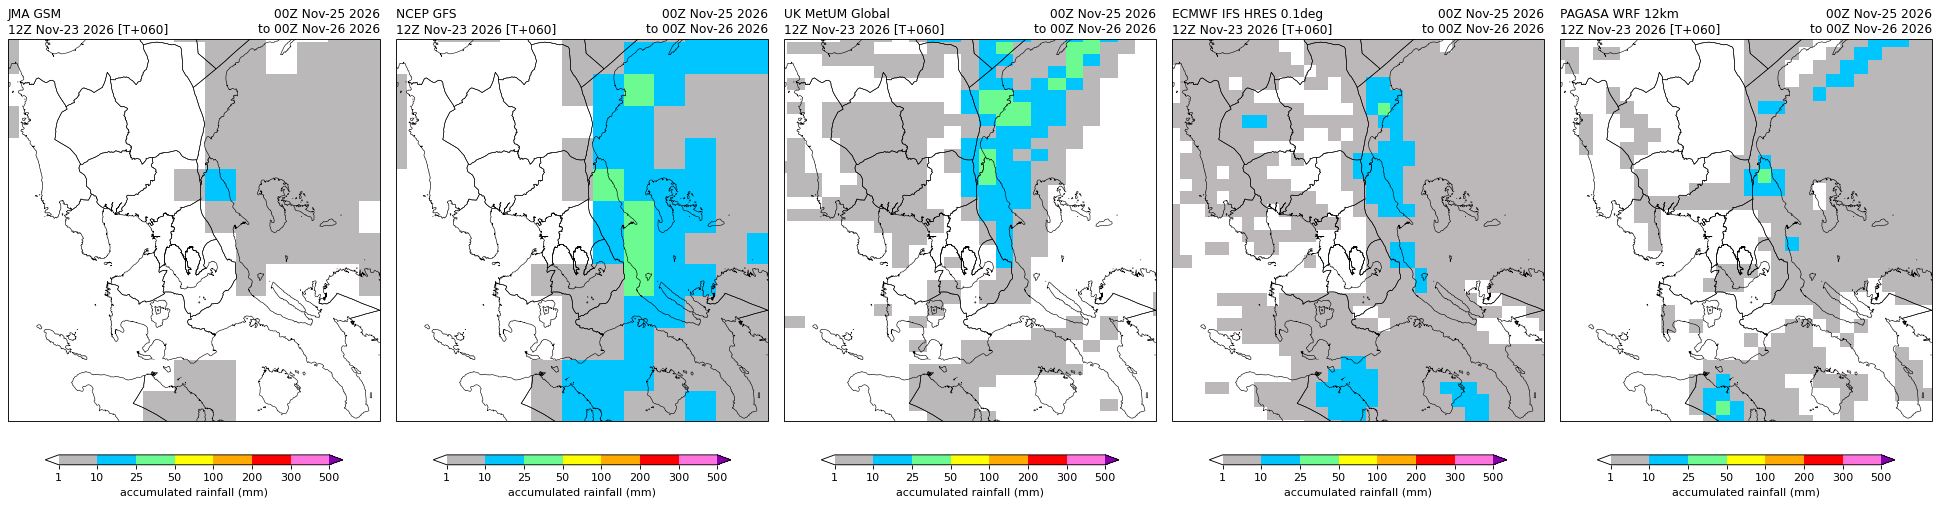 JMA GSM 00Z Nov-25 2026
12Z Nov-23 2026 [T+060] to 00Z Nov-26 2026
NCEP GFS 00Z Nov-25 2026
12Z Nov-23 2026 [T+060] to 00Z Nov-26 2026
UK MetUM Global 00Z Nov-25 2026
12Z Nov-23 2026 [T+060] to 00Z Nov-26 2026
ECMWF IFS HRES 0.1deg 00Z Nov-25 2026
12Z Nov-23 2026 [T+060] to 00Z Nov-26 2026
PAGASA WRF 12km 00Z Nov-25 2026
12Z Nov-23 2026 [T+060] to 00Z Nov-26 2026
1 10 25 50 100 200 300 500
accumulated rainfall (mm)
1 10 25 50 100 200 300 500
accumulated rainfall (mm)
1 10 25 50 100 200 300 500
accumulated rainfall (mm)
1 10 25 50 100 200 300 500
accumulated rainfall (mm)
1 10 25 50 100 200 300 500
accumulated rainfall (mm)